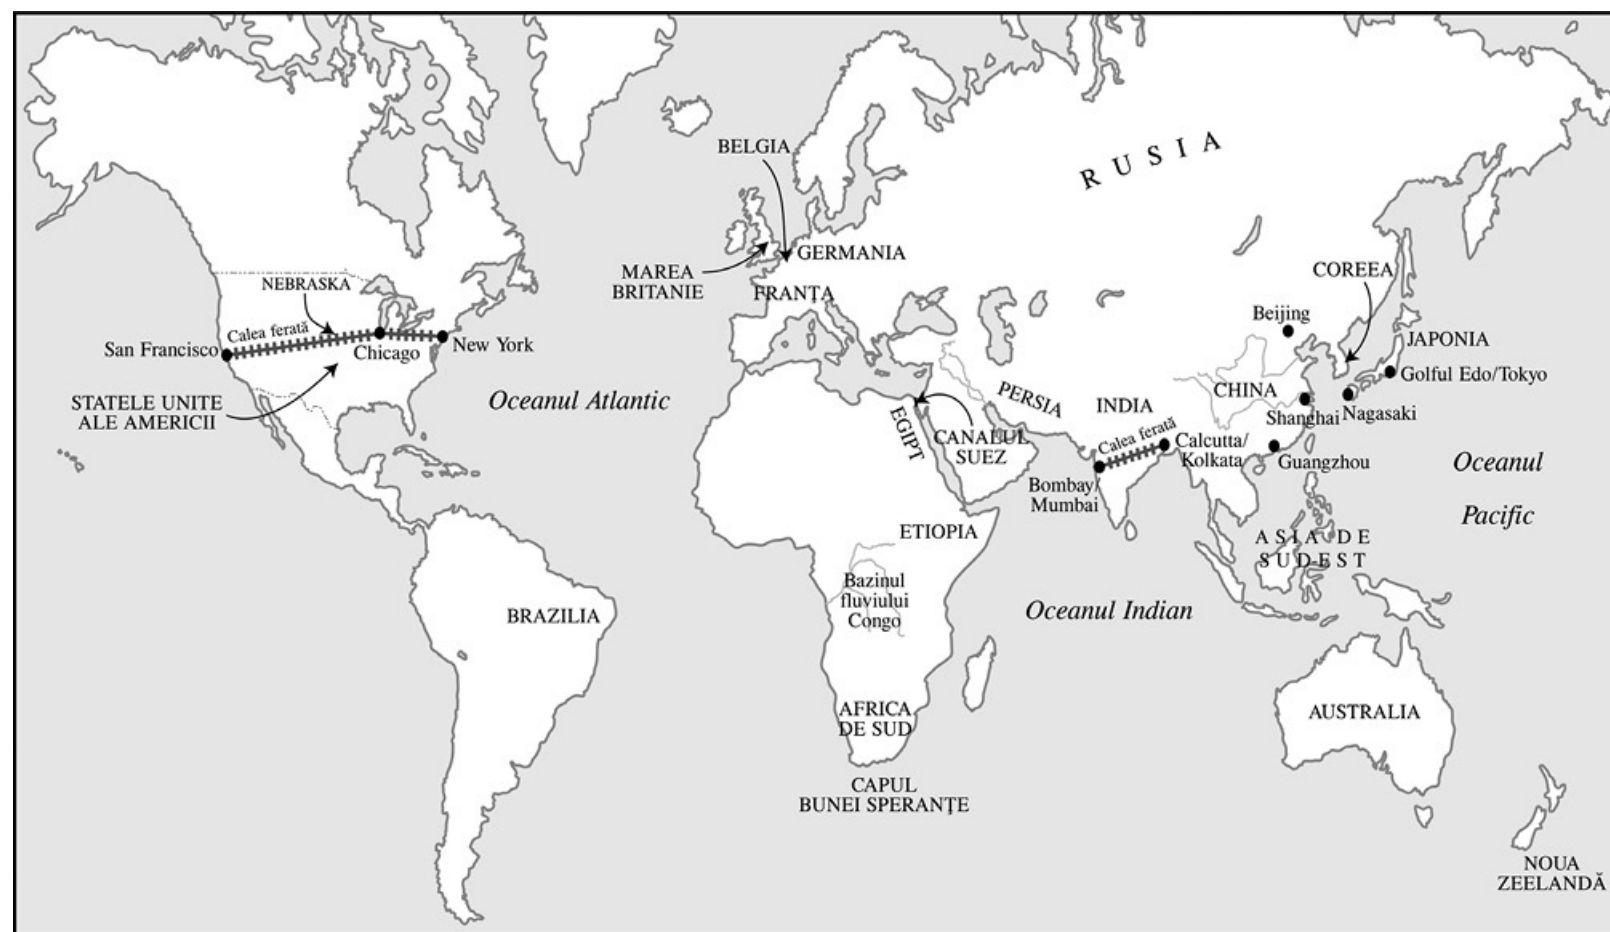 RUSIA
BELGIA
GERMANIA
MAREA
BRITANIE
FRANȚA
COREEA
NEBRASKA
Calea ferată
San Francisco
Chicago
New York
STATELE UNITE
ALE AMERICII
Oceanul Atlantic
Beijing
JAPONIA
Golful Edo/Tokyo
CHINA
Shanghai
Nagasaki
PERSIA
INDIA
EGIPT
CANALUL
SUEZ
Calea ferată
Calcutta/
Kolkata
Guangzhou
Bombay/
Mumbai
Oceanul
Pacific
ETIOPIA
ASIA DE
SUD-EST
Bazinul
fluviului
Congo
Oceanul Indian
BRAZILIA
AFRICA
DE SUD
AUSTRALIA
CAPUL
BUNEI SPERANȚE
NOUA
ZEELANDĂ